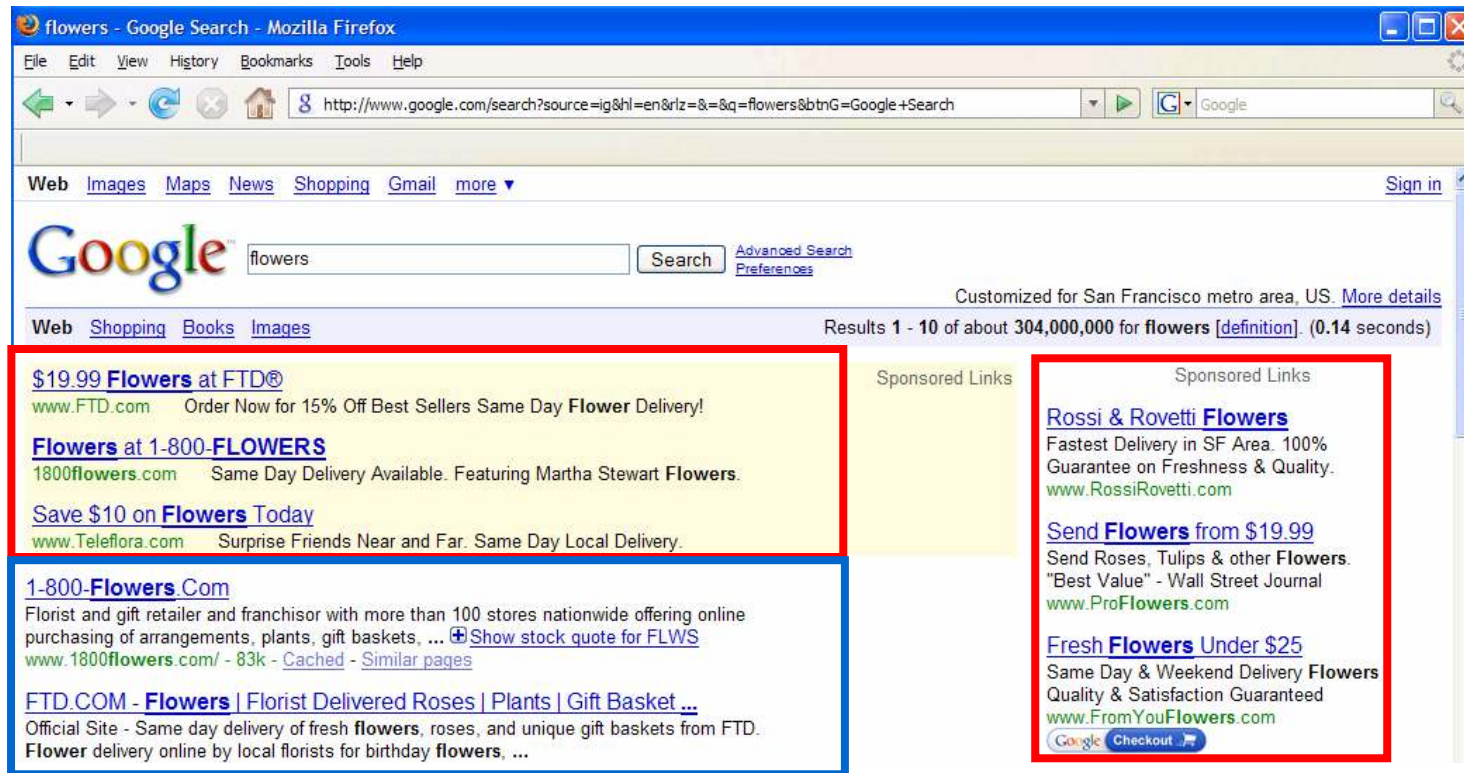 flowers - Google Search - Mozilla Firefox
File Edit View History Bookmarks Tools Help
http://www.google.com/search?source=ig&hl=en&rlz=&=&q=flowers&btnG=Google+Search
G Google
Web Images Maps News Shopping Gmail more ▼ Sign in
Google™ flowers Search Advanced Search
Preferences
Customized for San Francisco metro area, US. More details
Web Shopping Books Images Results 1 - 10 of about 304,000,000 for flowers [definition]. (0.14 seconds)
$19.99 Flowers at FTD®
www.FTD.com Order Now for 15% Off Best Sellers Same Day Flower Delivery!
Flowers at 1-800-FLOWERS
1800flowers.com Same Day Delivery Available. Featuring Martha Stewart Flowers.
Save $10 on Flowers Today
www.Teleflora.com Surprise Friends Near and Far. Same Day Local Delivery.
Sponsored Links
1-800-Flowers.Com
Florist and gift retailer and franchisor with more than 100 stores nationwide offering online
purchasing of arrangements, plants, gift baskets, ... Show stock quote for FLWS
www.1800flowers.com/ - 83k - Cached - Similar pages
FTD.COM - Flowers | Florist Delivered Roses | Plants | Gift Basket ...
Official Site - Same day delivery of fresh flowers, roses, and unique gift baskets from FTD.
Flower delivery online by local florists for birthday flowers, ...
Sponsored Links
Rossi & Rovetti Flowers
Fastest Delivery in SF Area. 100%
Guarantee on Freshness & Quality.
www.RossiRovetti.com
Send Flowers from $19.99
Send Roses, Tulips & other Flowers.
"Best Value" - Wall Street Journal
www.ProFlowers.com
Fresh Flowers Under $25
Same Day & Weekend Delivery Flowers
Quality & Satisfaction Guaranteed
www.FromYouFlowers.com
Google Checkout